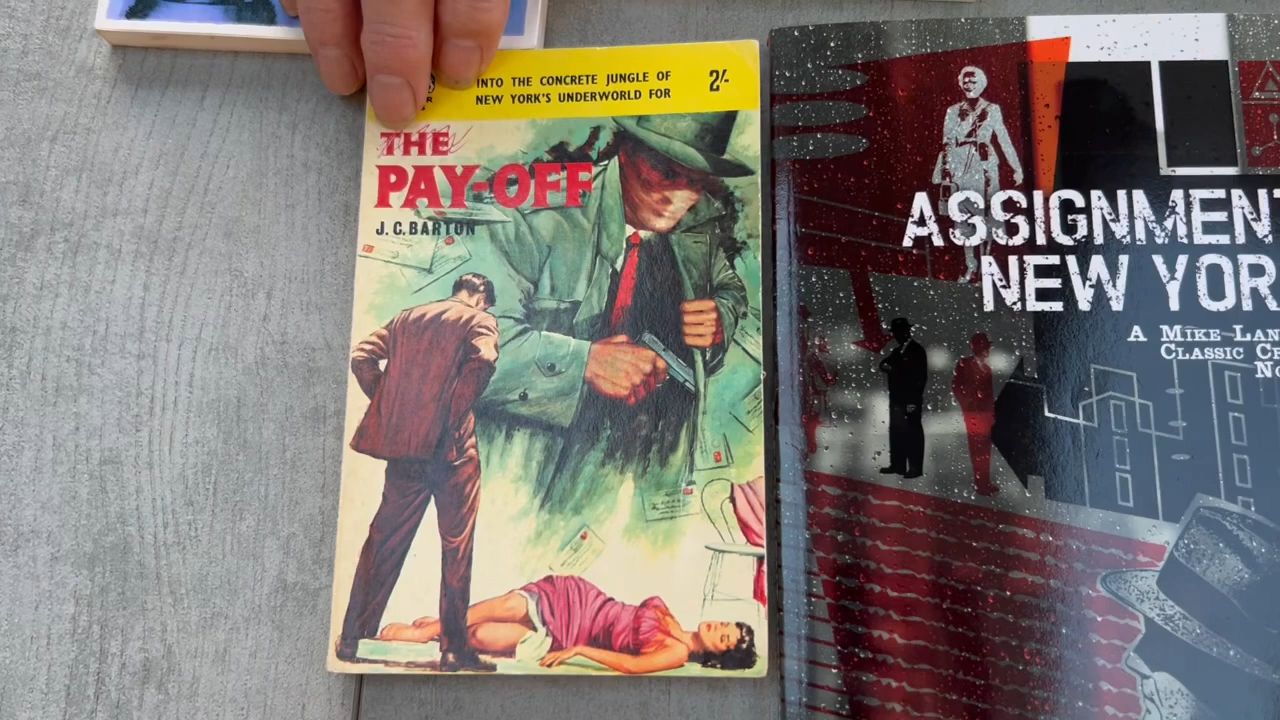 INTO THE CONCRETE JUNGLE OF
NEW YORK'S UNDERWORLD FOR
2/-
THE
PAY-OFF
J. C. BARTON
ASSIGNMENT
NEW YOR
A MIKE LAN
CLASSIC CR
NO